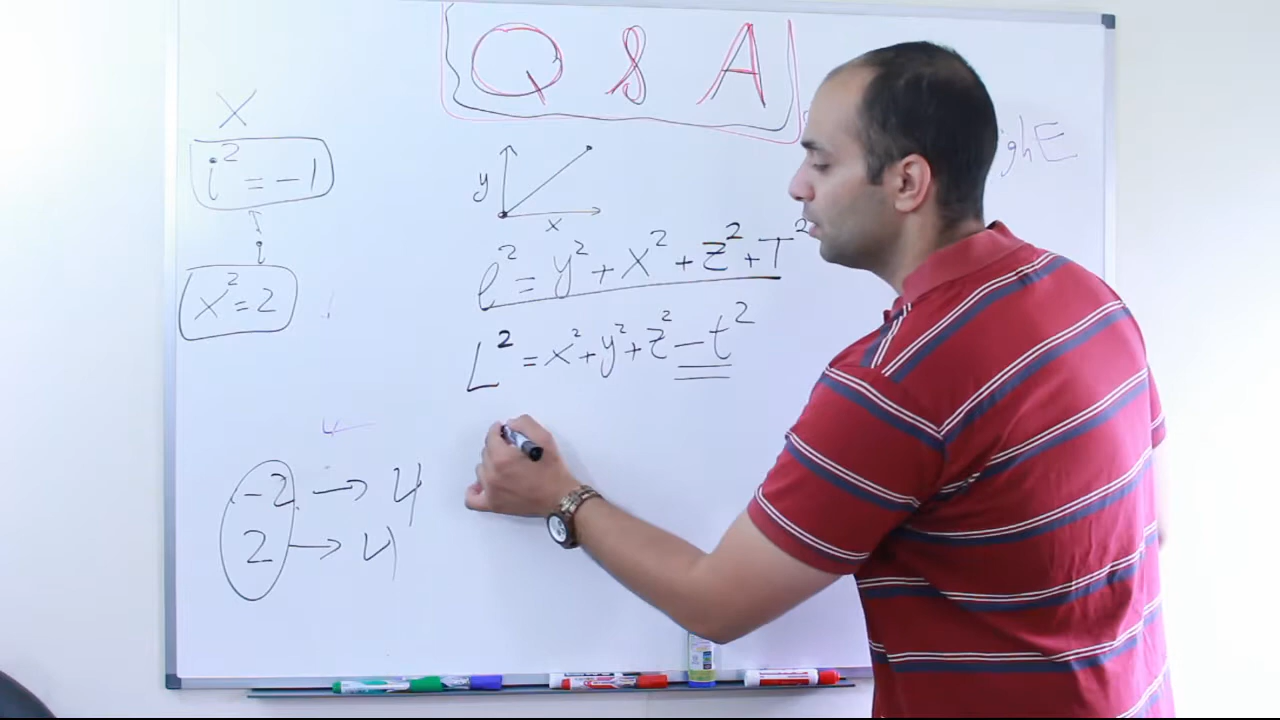 Q & A
X
i² = -1
i
x² = 2
y
x
l² = y² + x² + z² + T²
L² = x² + y² + z² - t²
-2 → 4
2 → 4